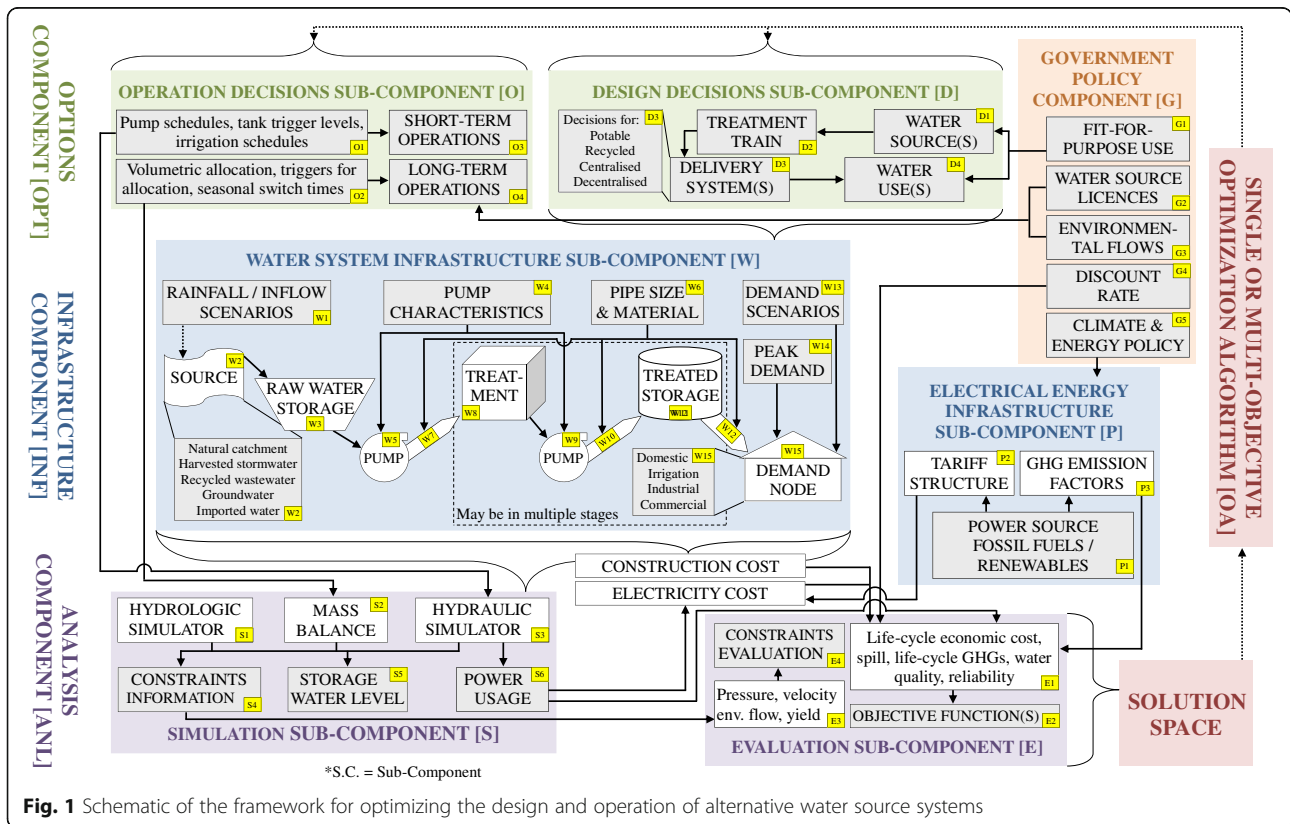 OPTIONS
COMPONENT [OPT]
OPERATION DECISIONS SUB-COMPONENT [O]
Pump schedules, tank trigger levels,
irrigation schedules
O1
SHORT-TERM
OPERATIONS
O3
Volumetric allocation, triggers for
allocation, seasonal switch times
O2
LONG-TERM
OPERATIONS
O4
DESIGN DECISIONS SUB-COMPONENT [D]
Decisions for:
Potable
Recycled
Centralised
Decentralised
D3
TREATMENT
TRAIN
D2
WATER
SOURCE(S)
D1
DELIVERY
SYSTEM(S)
D3
WATER
USE(S)
D4
GOVERNMENT
POLICY
COMPONENT [G]
G1
FIT-FOR-
PURPOSE USE
WATER SOURCE
LICENCES
G2
ENVIRONMEN-
TAL FLOWS
G3
G4
DISCOUNT
RATE
G5
CLIMATE &
ENERGY POLICY
SINGLE OR MULTI-OBJECTIVE
OPTIMIZATION ALGORITHM [OA]
INFRASTRUCTURE
COMPONENT [INF]
WATER SYSTEM INFRASTRUCTURE SUB-COMPONENT [W]
RAINFALL / INFLOW
SCENARIOS
W1
PUMP
CHARACTERISTICS
W4
PIPE SIZE
& MATERIAL
W6
DEMAND
SCENARIOS
W13
W2
SOURCE
RAW WATER
STORAGE
W3
W5
PUMP
W7
TREAT-
MENT
W8
W9
PUMP
W10
TREATED
STORAGE
W12
PEAK
DEMAND
W14
W15
DEMAND
NODE
Natural catchment
Harvested stormwater
Recycled wastewater
Groundwater
Imported water
W2
Domestic
Irrigation
Industrial
Commercial
W15
May be in multiple stages
ELECTRICAL ENERGY
INFRASTRUCTURE
SUB-COMPONENT [P]
TARIFF
STRUCTURE
P2
GHG EMISSION
FACTORS
P3
POWER SOURCE
FOSSIL FUELS /
RENEWABLES
P1
CONSTRUCTION COST
ELECTRICITY COST
ANALYSIS
COMPONENT [ANL]
HYDROLOGIC
SIMULATOR
S1
MASS
BALANCE
S2
HYDRAULIC
SIMULATOR
S3
CONSTRAINTS
INFORMATION
S4
STORAGE
WATER LEVEL
S5
POWER
USAGE
S6
SIMULATION SUB-COMPONENT [S]
CONSTRAINTS
EVALUATION
E4
Pressure, velocity
env. flow, yield
E3
Life-cycle economic cost,
spill, life-cycle GHGs, water
quality, reliability
E1
OBJECTIVE FUNCTION(S)
E2
EVALUATION SUB-COMPONENT [E]
SOLUTION
SPACE
*S.C. = Sub-Component
Fig. 1 Schematic of the framework for optimizing the design and operation of alternative water source systems